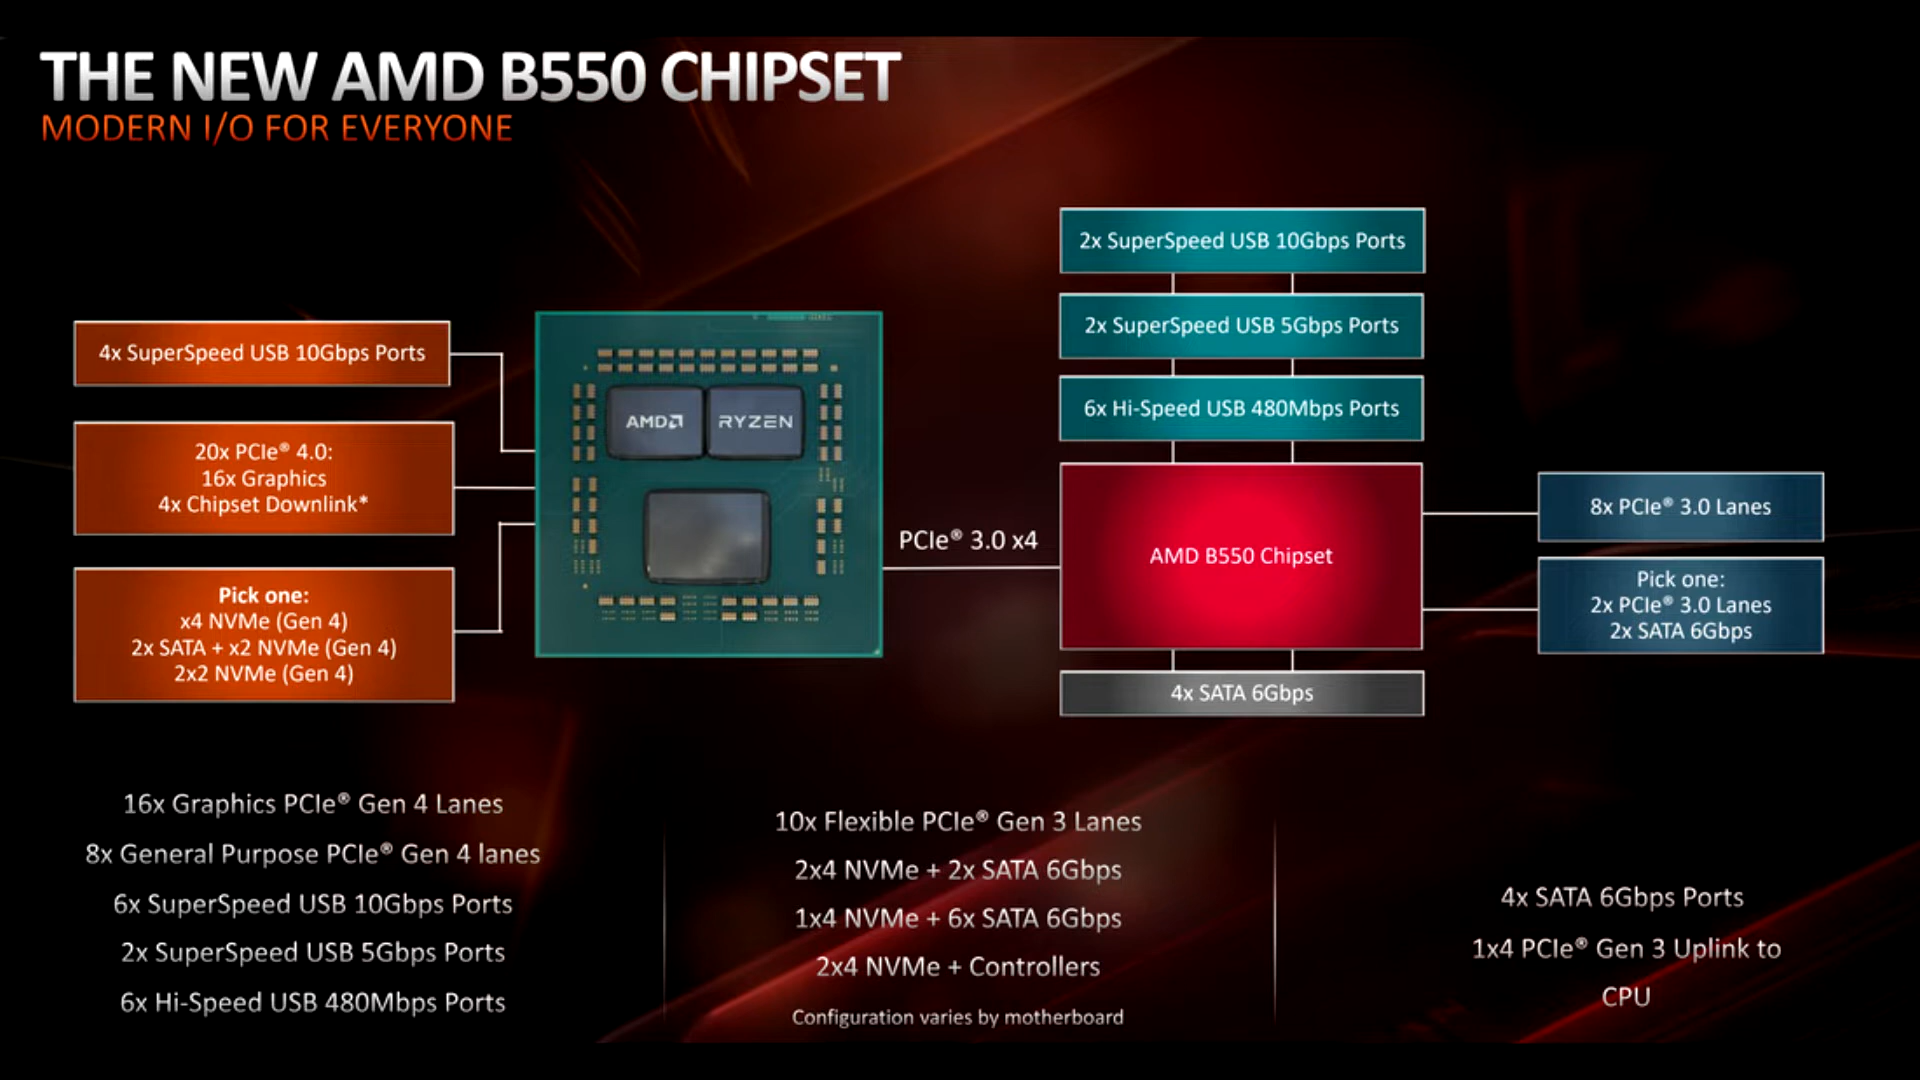 THE NEW AMD B550 CHIPSET
MODERN I/O FOR EVERYONE
4x SuperSpeed USB 10Gbps Ports
20x PCIe® 4.0:
16x Graphics
4x Chipset Downlink*
Pick one:
x4 NVMe (Gen 4)
2x SATA + x2 NVMe (Gen 4)
2x2 NVMe (Gen 4)
AMD RYZEN
PCIe® 3.0 x4
2x SuperSpeed USB 10Gbps Ports
2x SuperSpeed USB 5Gbps Ports
6x Hi-Speed USB 480Mbps Ports
AMD B550 Chipset
4x SATA 6Gbps
8x PCIe® 3.0 Lanes
Pick one:
2x PCIe® 3.0 Lanes
2x SATA 6Gbps
16x Graphics PCIe® Gen 4 Lanes
8x General Purpose PCIe® Gen 4 lanes
6x SuperSpeed USB 10Gbps Ports
2x SuperSpeed USB 5Gbps Ports
6x Hi-Speed USB 480Mbps Ports
10x Flexible PCIe® Gen 3 Lanes
2x4 NVMe + 2x SATA 6Gbps
1x4 NVMe + 6x SATA 6Gbps
2x4 NVMe + Controllers
Configuration varies by motherboard
4x SATA 6Gbps Ports
1x4 PCIe® Gen 3 Uplink to
CPU